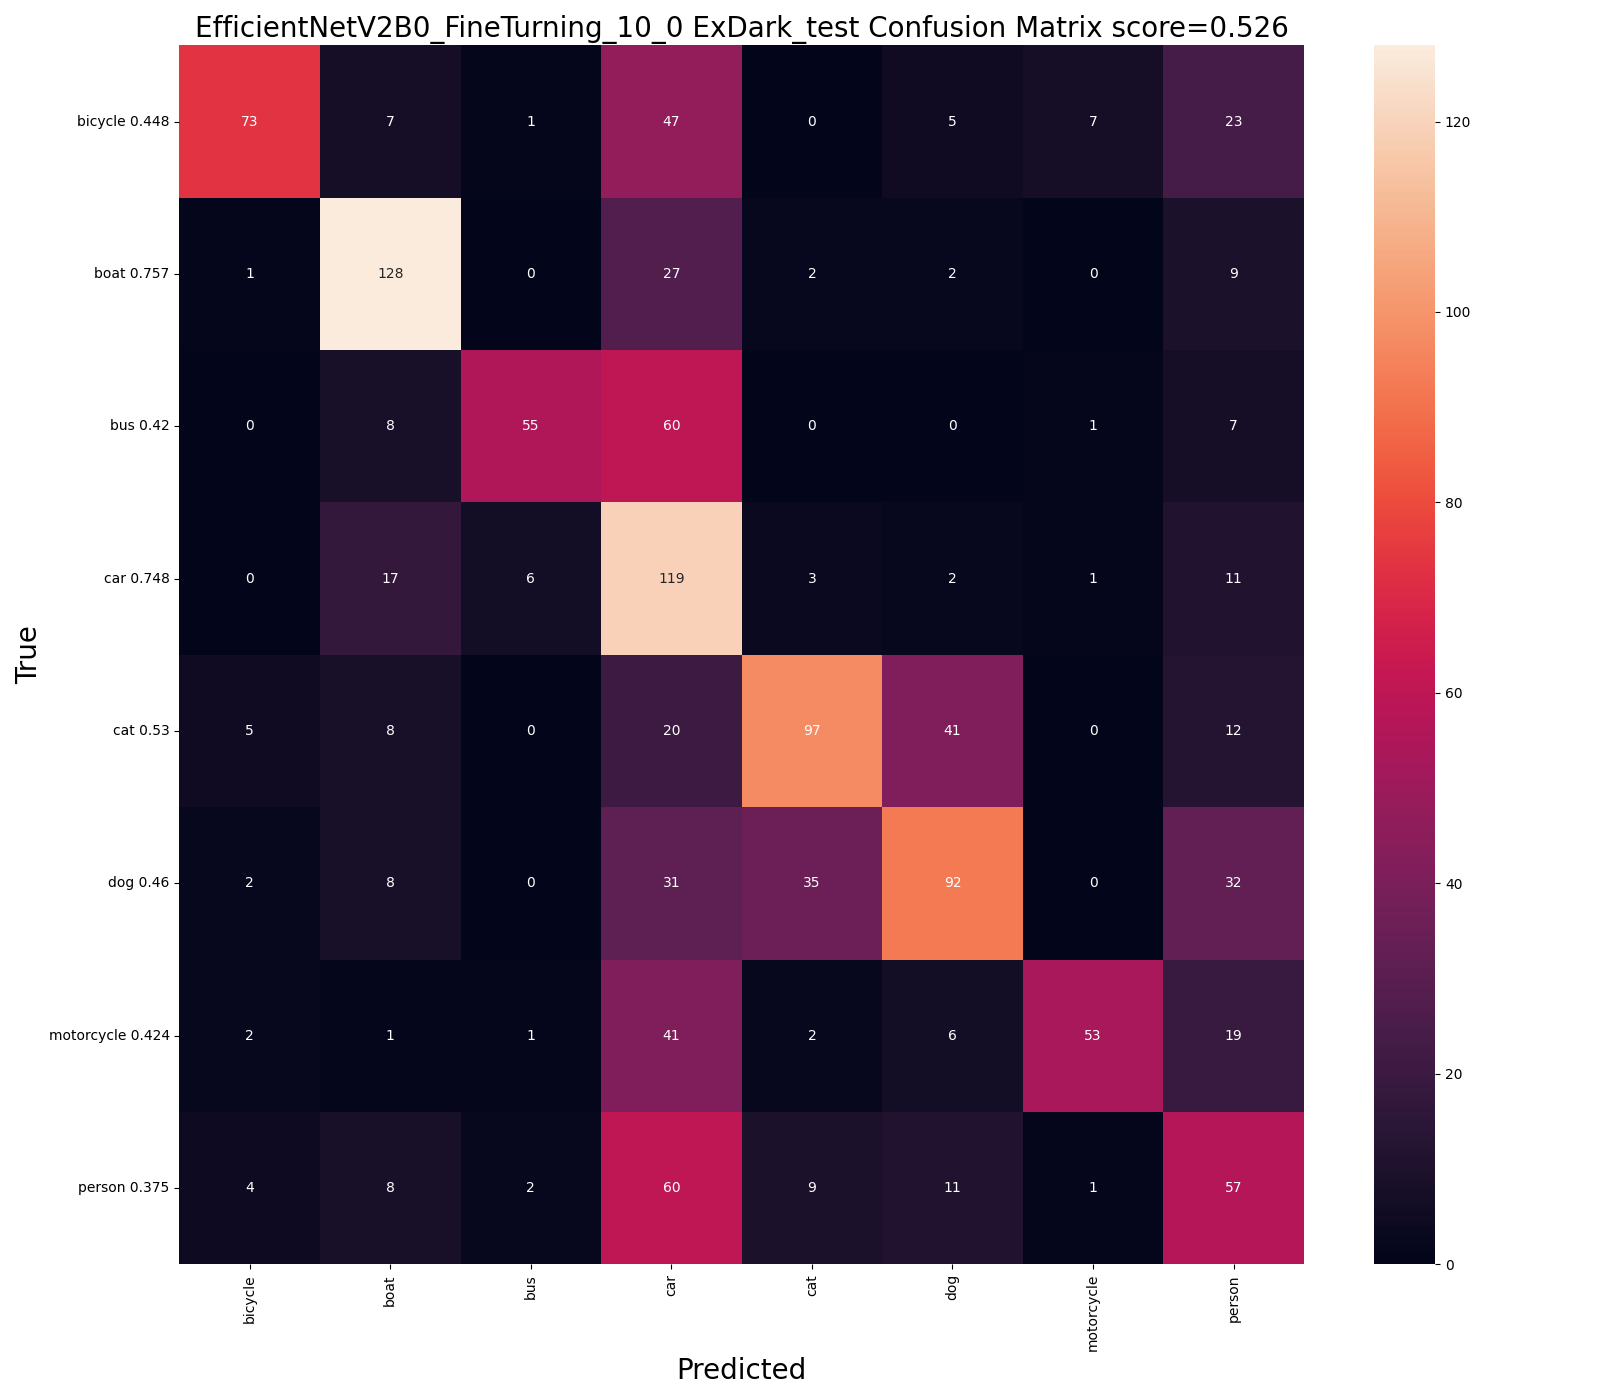 EfficientNetV2B0_FineTurning_10_0 ExDark_test Confusion Matrix score=0.526
True
bicycle 0.448 73 7 1 47 0 5 7 23
boat 0.757 1 128 0 27 2 2 0 9
bus 0.42 0 8 55 60 0 0 1 7
car 0.748 0 17 6 119 3 2 1 11
cat 0.53 5 8 0 20 97 41 0 12
dog 0.46 2 8 0 31 35 92 0 32
motorcycle 0.424 2 1 1 41 2 6 53 19
person 0.375 4 8 2 60 9 11 1 57
bicycle boat bus car cat dog motorcycle person
Predicted
120
100
80
60
40
20
0